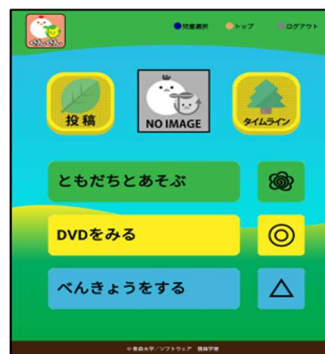 児童選択 トップ ログアウト
投稿
NO IMAGE
タイムライン
ともだちとあそぶ
DVDをみる
べんきょうをする